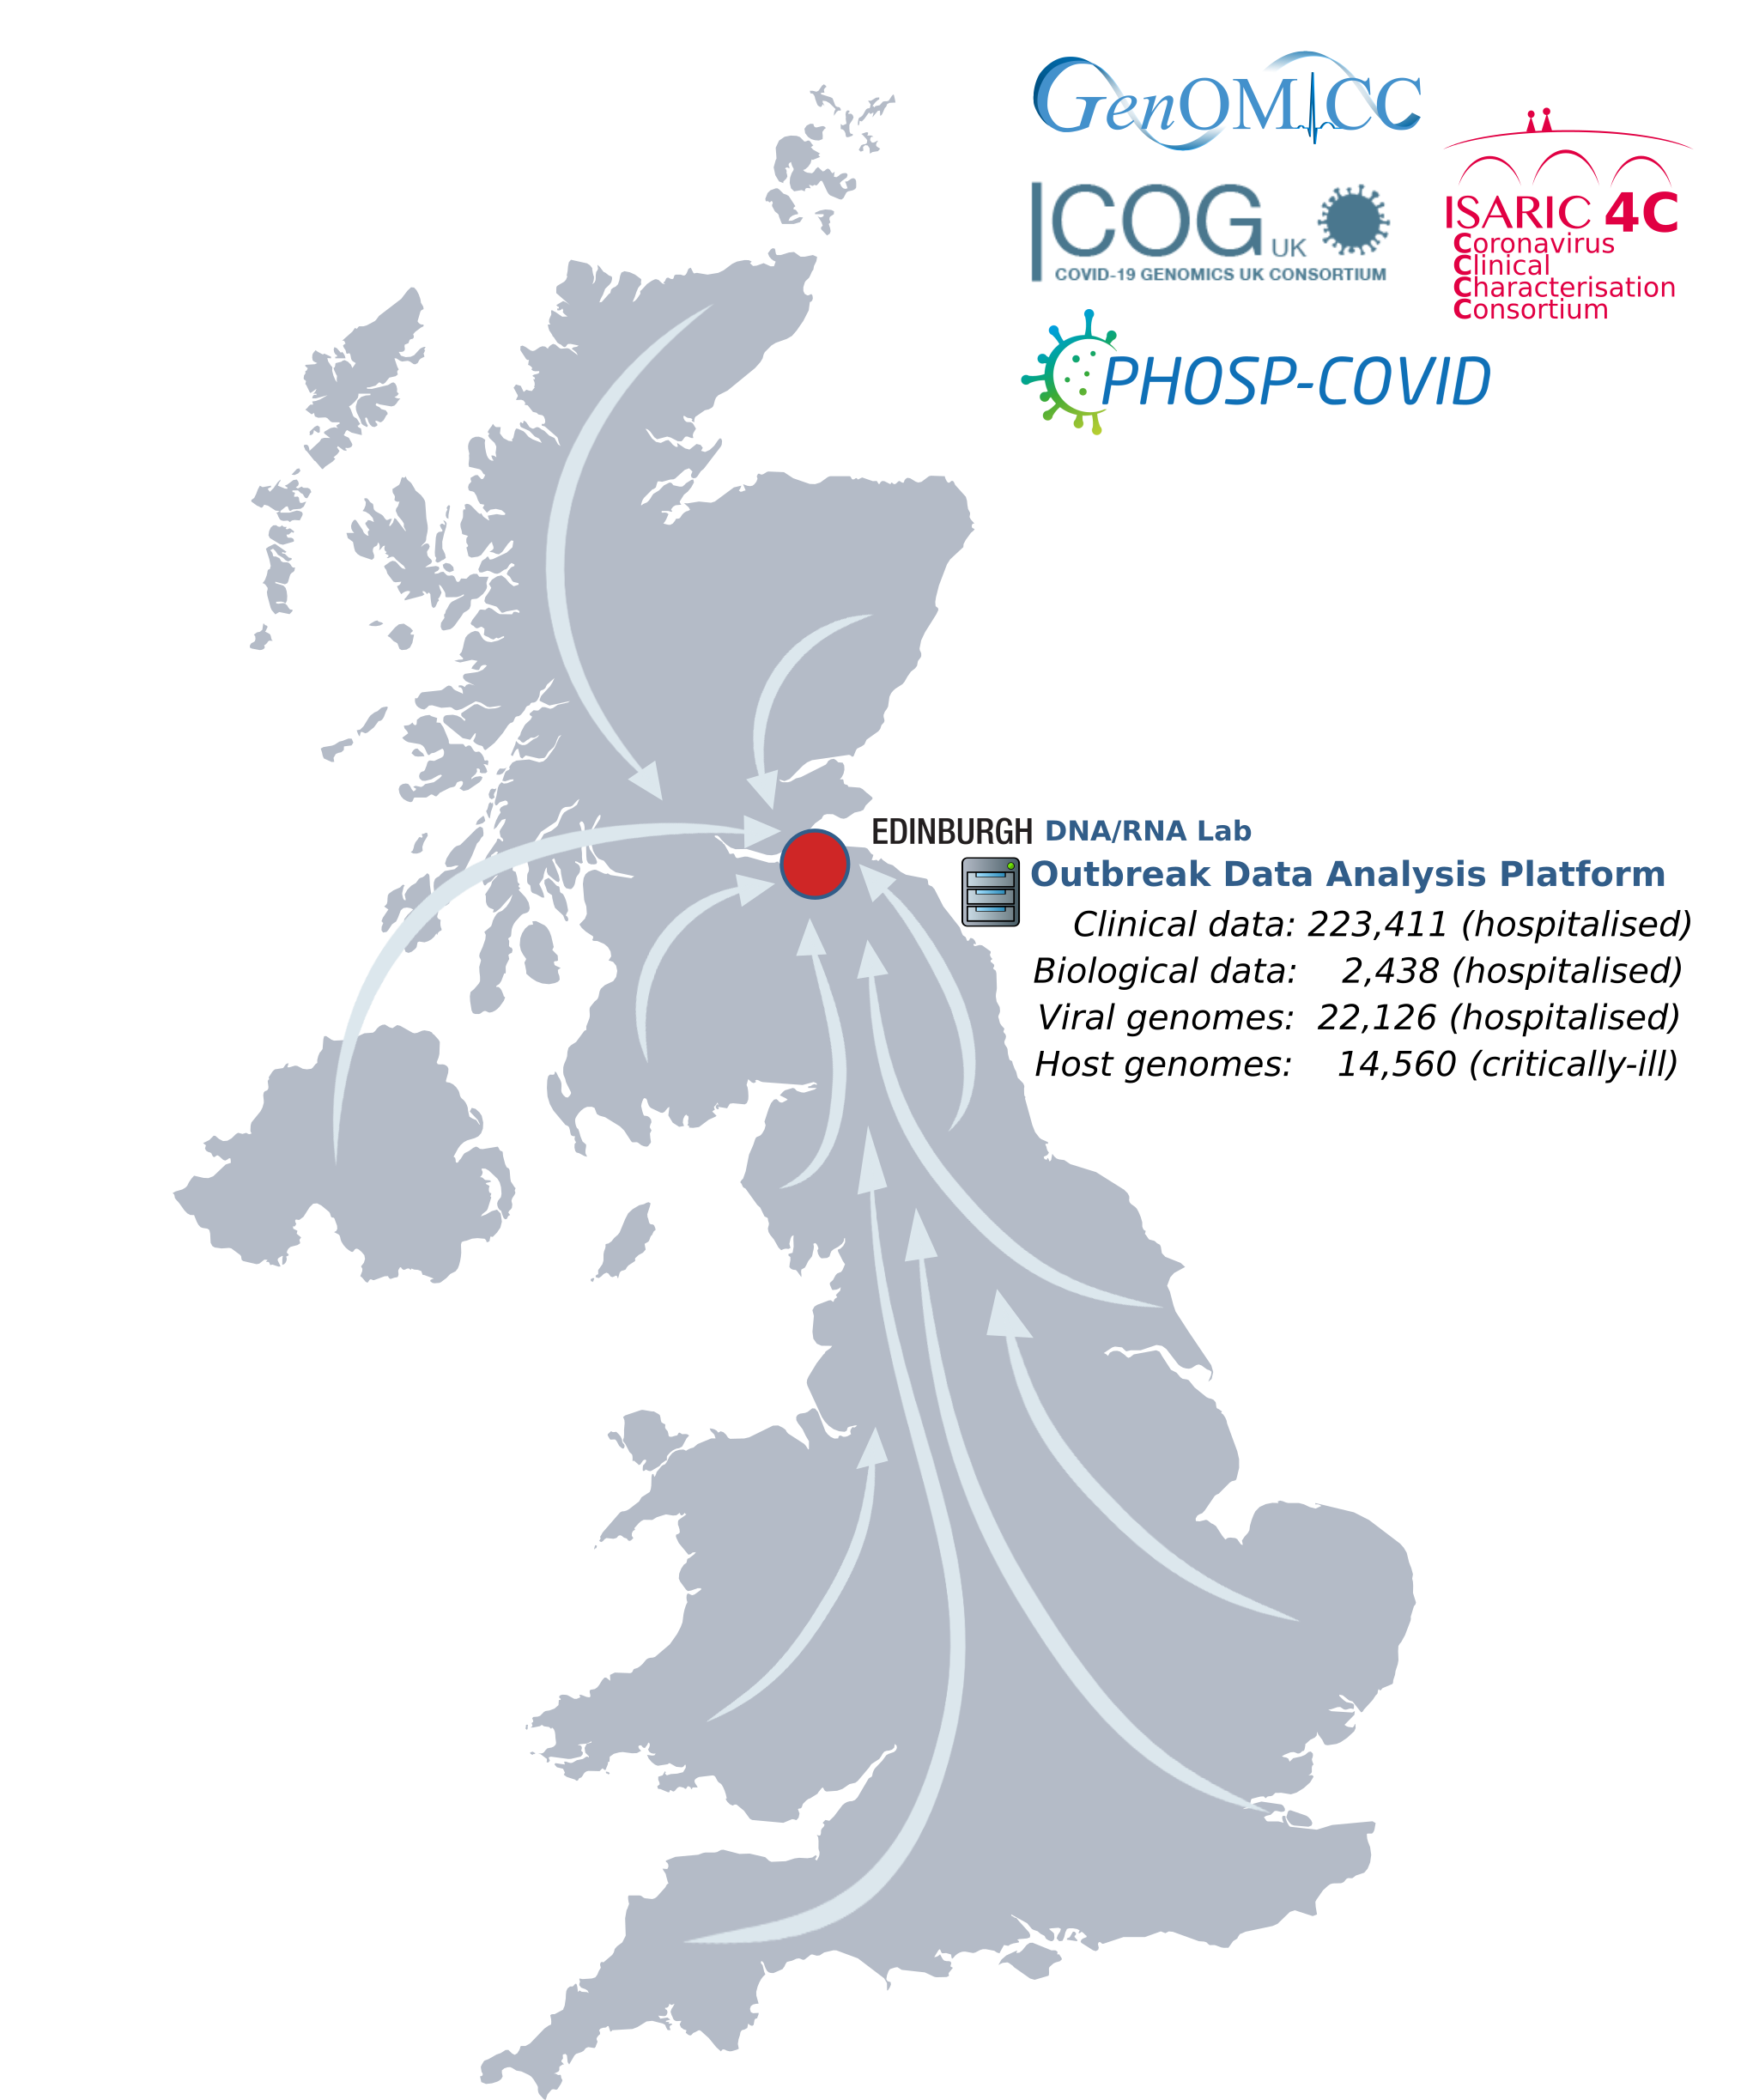 GenOMICC
ISARIC 4C
Coronavirus
Clinical
Characterisation
Consortium
COG UK
COVID-19 GENOMICS UK CONSORTIUM
PHOSP-COVID
EDINBURGH DNA/RNA Lab
Outbreak Data Analysis Platform
Clinical data: 223,411 (hospitalised)
Biological data: 2,438 (hospitalised)
Viral genomes: 22,126 (hospitalised)
Host genomes: 14,560 (critically-ill)